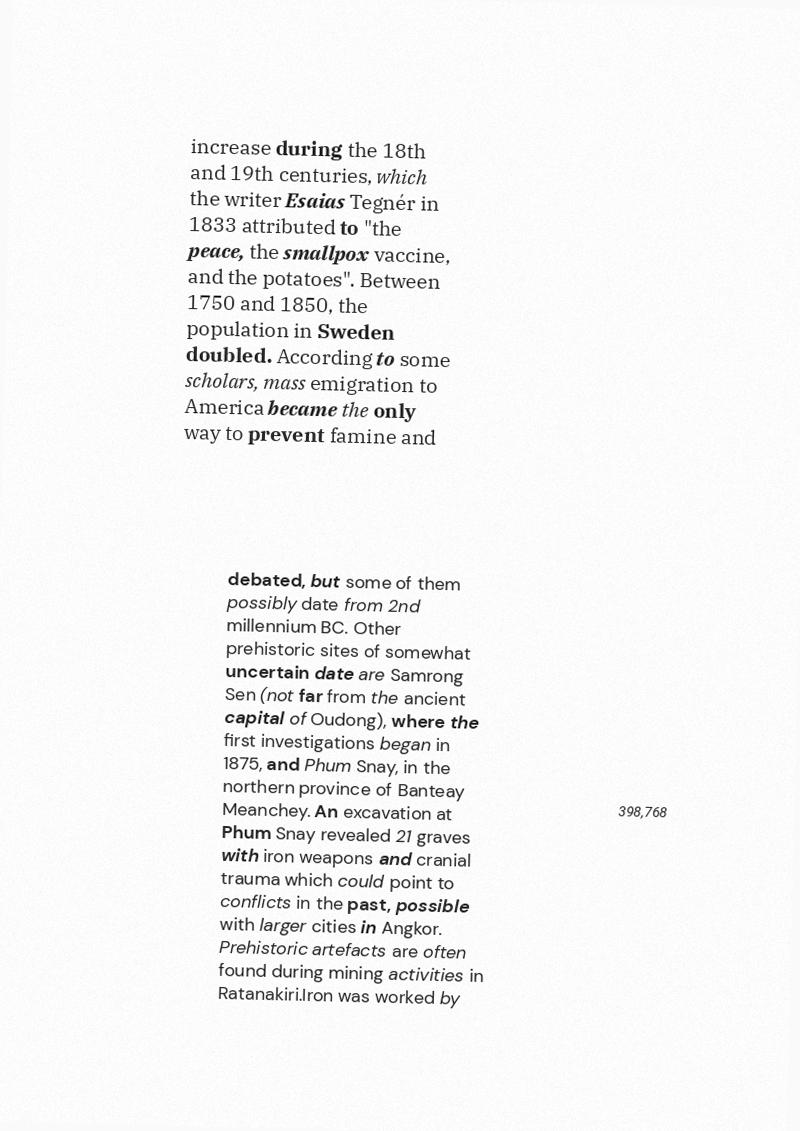 increase during the 18th
and 19th centuries, which
the writer Esaias Tegnér in
1833 attributed to "the
peace, the smallpox vaccine,
and the potatoes". Between
1750 and 1850, the
population in Sweden
doubled. According to some
scholars, mass emigration to
America became the only
way to prevent famine and
debated, but some of them
possibly date from 2nd
millennium BC. Other
prehistoric sites of somewhat
uncertain date are Samrong
Sen (not far from the ancient
capital of Oudong), where the
first investigations began in
1875, and Phum Snay, in the
northern province of Banteay
Meanchey. An excavation at
Phum Snay revealed 21 graves
with iron weapons and cranial
trauma which could point to
conflicts in the past, possible
with larger cities in Angkor.
Prehistoric artefacts are often
found during mining activities in
Ratanakiri.Iron was worked by
398,768